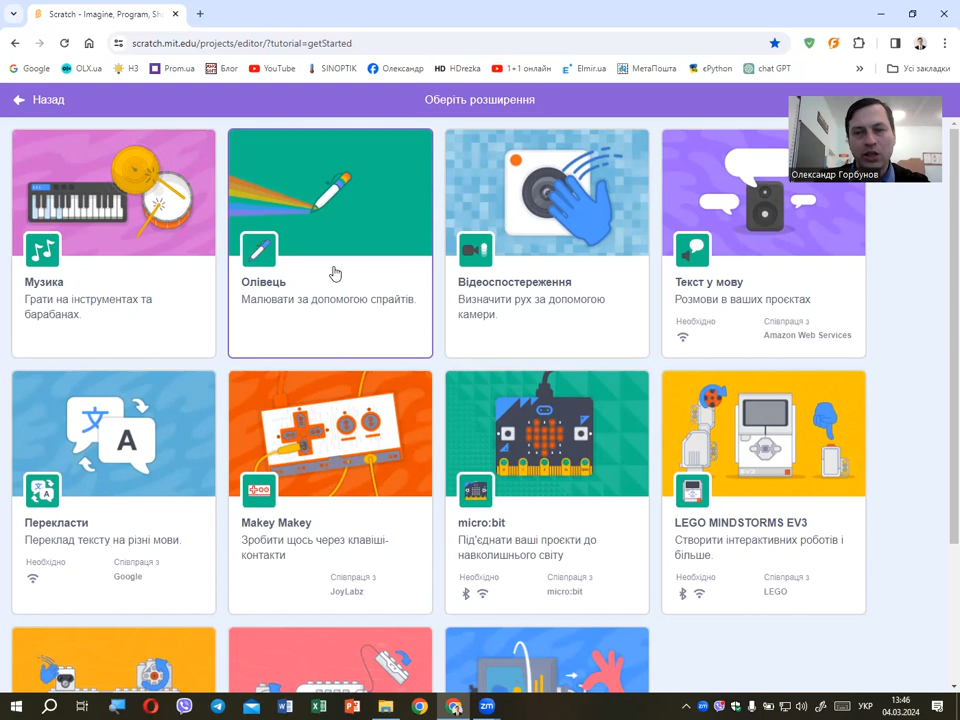 Scratch - Imagine, Program, Sh
scratch.mit.edu/projects/editor/?tutorial=getStarted
Google
OLX.ua
НЗ
Prom.ua
Блог
YouTube
SINOPTIK
Олександр
HD HDrezka
1+1 онлайн
Elmir.ua
МетаПошта
єPython
chat GPT
»
Усі закладки
Назад
Оберіть розширення
Олександр Горбунов
Музика
Грати на інструментах та
барабанах.
Олівець
Малювати за допомогою спрайтів.
Відеоспостереження
Визначити рух за допомогою
камери.
Текст у мову
Розмови в ваших проєктах
Необхідно
Співпраця з
Amazon Web Services
Перекласти
Переклад тексту на різні мови.
Необхідно
Співпраця з
Google
Makey Makey
Зробити щось через клавіші-
контакти
Співпраця з
JoyLabz
micro:bit
Під'єднати ваші проєкти до
навколишнього світу
Необхідно
Співпраця з
micro:bit
LEGO MINDSTORMS EV3
Створити інтерактивних роботів і
більше.
Необхідно
Співпраця з
LEGO
УКР
13:46
04.03.2024